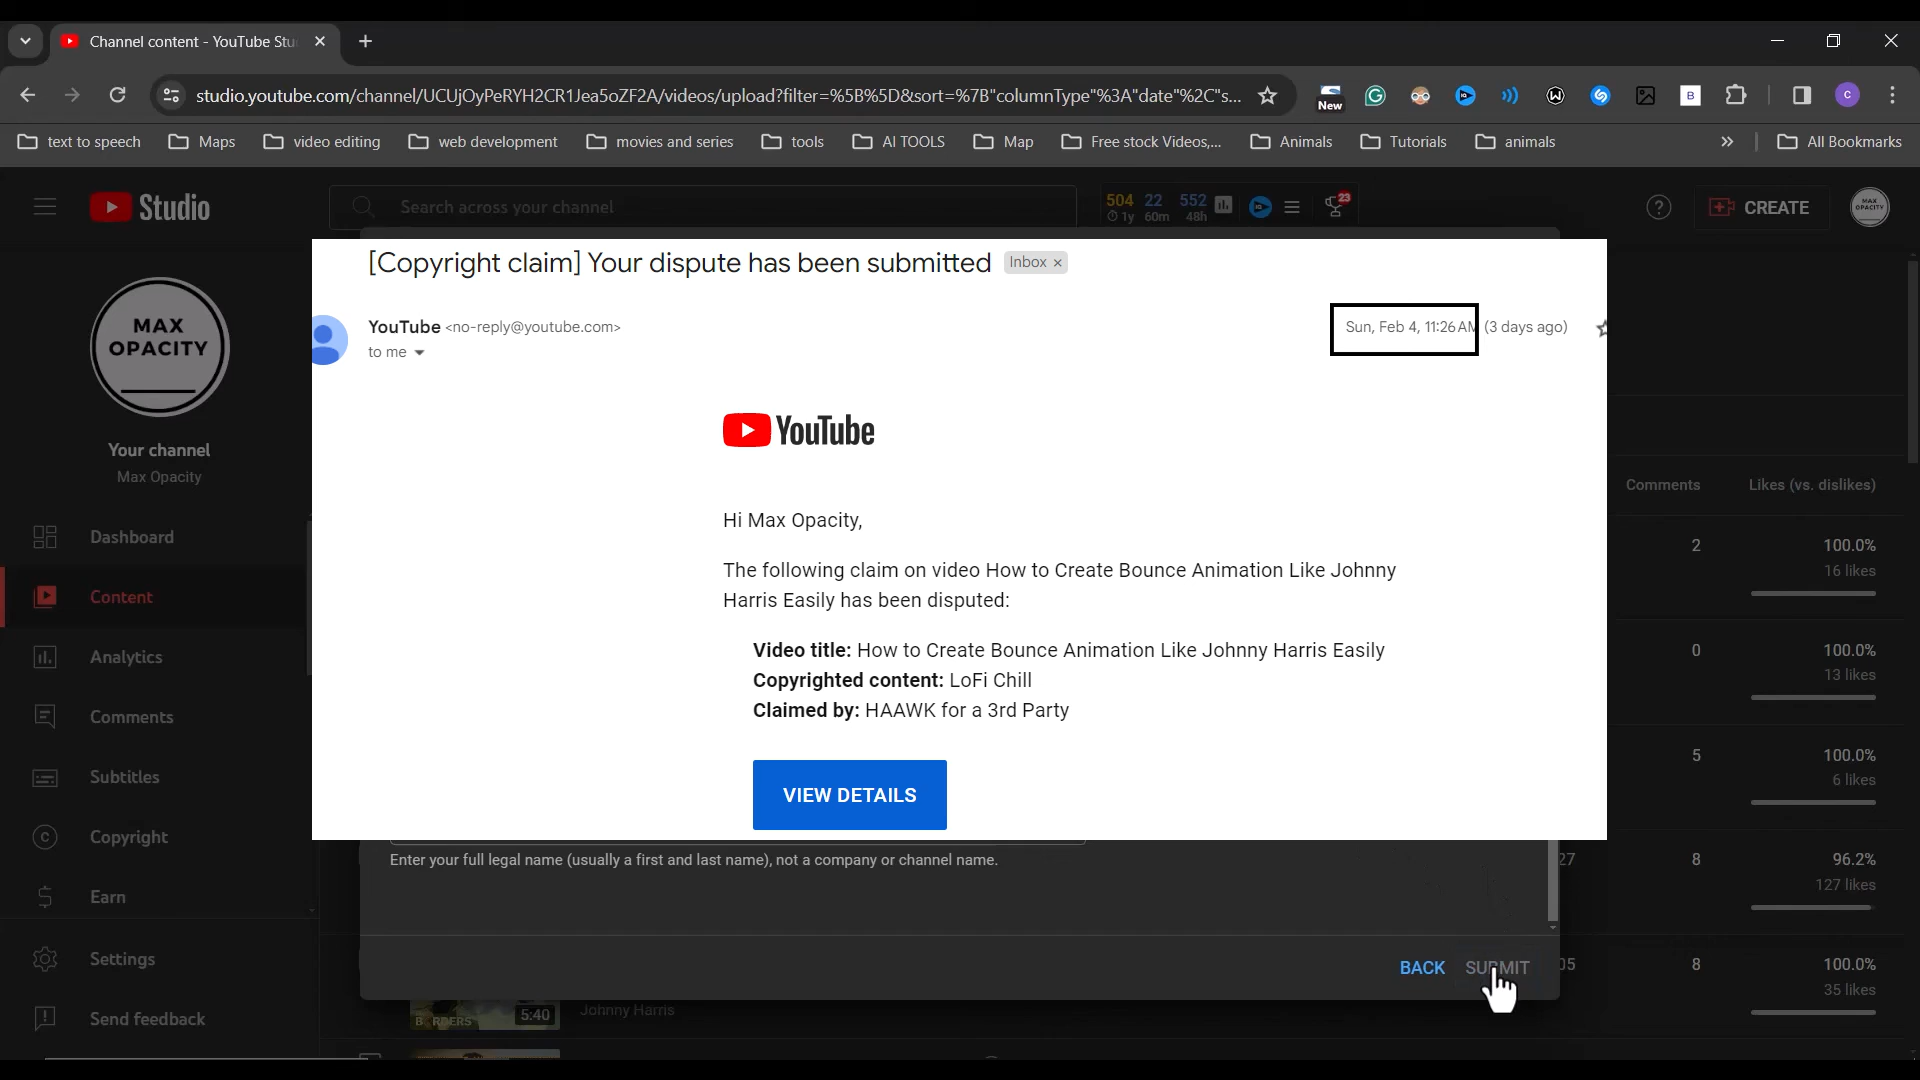 Channel content - YouTube Stu
studio.youtube.com/channel/UCUjOyPeRYH2CR1Jea5oZF2A/videos/upload?filter=%5B%5D&sort=%7B"columnType"%3A"date"%2C"s...
New
text to speech
Maps
video editing
web development
movies and series
tools
AI TOOLS
Map
Free stock Videos,...
Animals
Tutorials
animals
All Bookmarks
Studio
Search across your channel
504 22 552
1y 60m 48h
23
CREATE
MAX OPACITY
[Copyright claim] Your dispute has been submitted
Inbox
YouTube <no-reply@youtube.com>
Sun, Feb 4, 11:26 AM (3 days ago)
to me
YouTube
Hi Max Opacity,
The following claim on video How to Create Bounce Animation Like Johnny
Harris Easily has been disputed:
Video title: How to Create Bounce Animation Like Johnny Harris Easily
Copyrighted content: LoFi Chill
Claimed by: HAAWK for a 3rd Party
VIEW DETAILS
Enter your full legal name (usually a first and last name), not a company or channel name.
BACK
SUBMIT
5:40
Johnny Harris
MAX
OPACITY
Your channel
Max Opacity
Dashboard
Content
Analytics
Comments
Subtitles
Copyright
Earn
Settings
Send feedback
Comments
Likes (vs. dislikes)
2
100.0%
16 likes
0
100.0%
13 likes
5
100.0%
6 likes
27
8
96.2%
127 likes
05
8
100.0%
35 likes